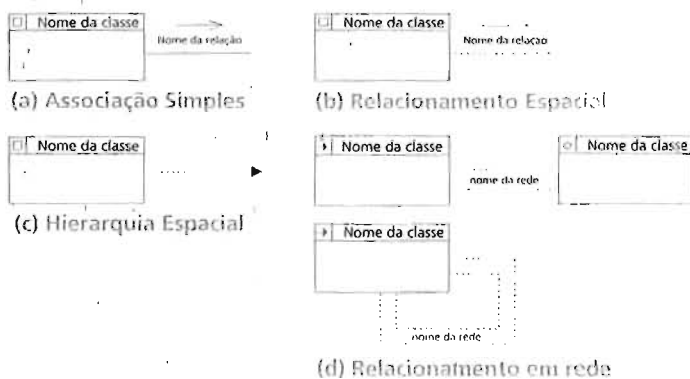 Nome da classe
Nome da relação
(a) Associação Simples
Nome da classe
Nome da relação
(b) Relacionamento Espacial
Nome da classe
(c) Hierarquia Espacial
Nome da classe
nome da rede
Nome da classe
Nome da classe
nome da rede
(d) Relacionamento em rede